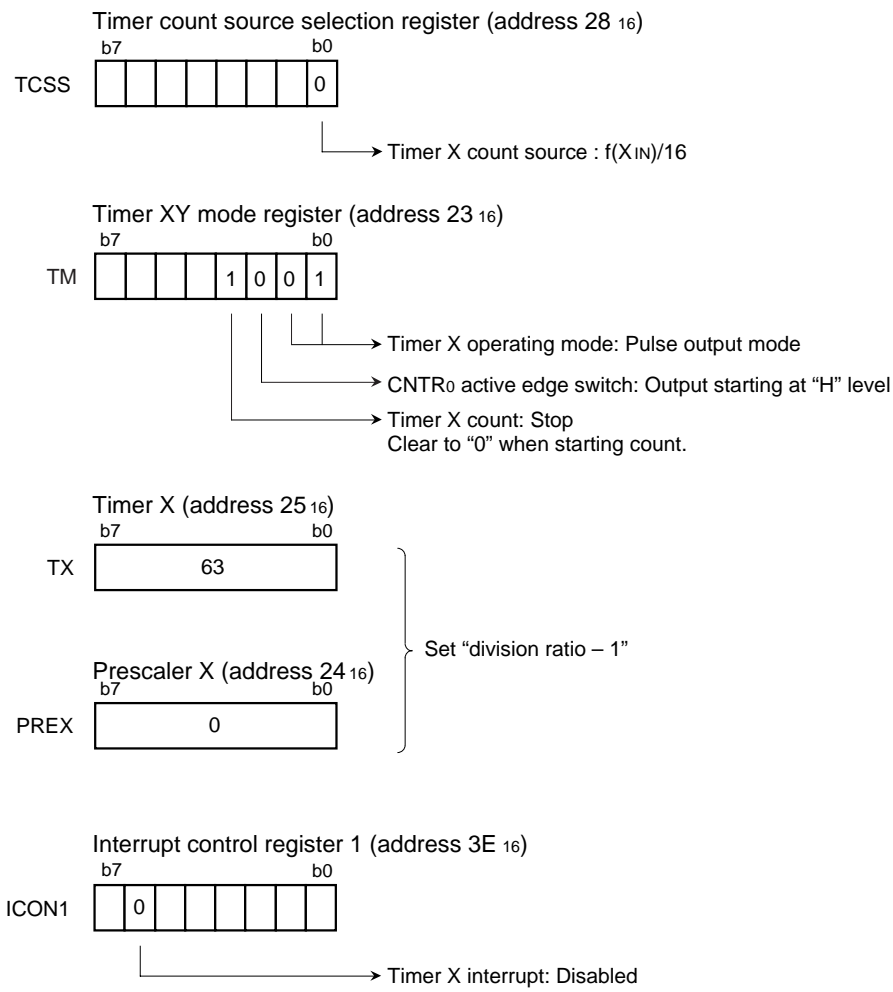 Timer count source selection register (address 28 16)
b7 b0
TCSS 0
Timer X count source : f(XIN)/16
Timer XY mode register (address 23 16)
b7 b0
TM 1 0 0 1
Timer X operating mode: Pulse output mode
CNTR0 active edge switch: Output starting at “H” level
Timer X count: Stop
Clear to “0” when starting count.
Timer X (address 25 16)
b7 b0
TX 63
Set “division ratio – 1”
Prescaler X (address 24 16)
b7 b0
PREX 0
Interrupt control register 1 (address 3E 16)
b7 b0
ICON1 0
Timer X interrupt: Disabled